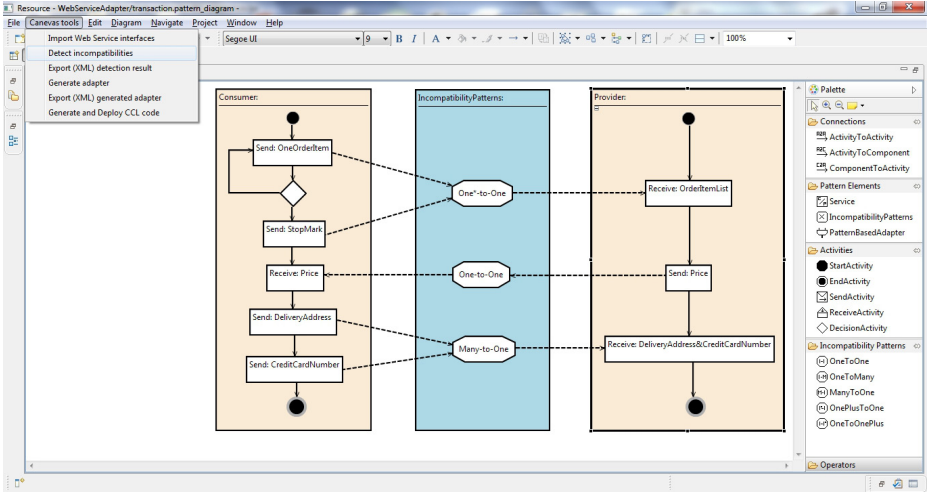 Resource - WebServiceAdapter/transaction.pattern_diagram -
File Canevas tools Edit Diagram Navigate Project Window Help
Import Web Service interfaces
Detect incompatibilities
Export (XML) detection result
Generate adapter
Export (XML) generated adapter
Generate and Deploy CCL code
Segoe UI 9 B I A 100%
Consumer:
Send: OneOrderItem
Send: StopMark
Receive: Price
Send: DeliveryAddress
Send: CreditCardNumber
IncompatibilityPatterns:
One⁺-to-One
One-to-One
Many-to-One
Provider:
Receive: OrderItemList
Send: Price
Receive: DeliveryAddress&CreditCardNumber
Palette
Connections
ActivityToActivity
ActivityToComponent
ComponentToActivity
Pattern Elements
Service
IncompatibilityPatterns
PatternBasedAdapter
Activities
StartActivity
EndActivity
SendActivity
ReceiveActivity
DecisionActivity
Incompatibility Patterns
OneToOne
OneToMany
ManyToOne
OnePlusToOne
OneToOnePlus
Operators